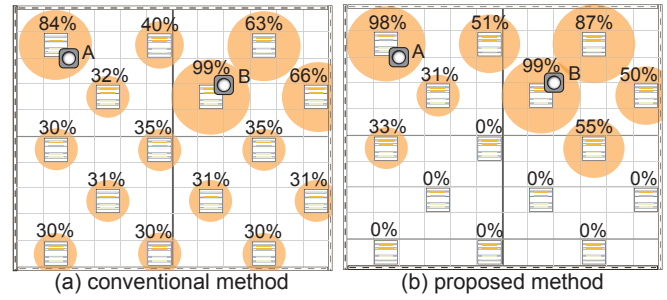 84% 40% 63% 98% 51% 87%
A A
32% 99% B 66% 31% 99% B 50%
30% 35% 35% 33% 0% 55%
31% 31% 31% 0% 0% 0%
30% 30% 30% 0% 0% 0%
(a) conventional method (b) proposed method